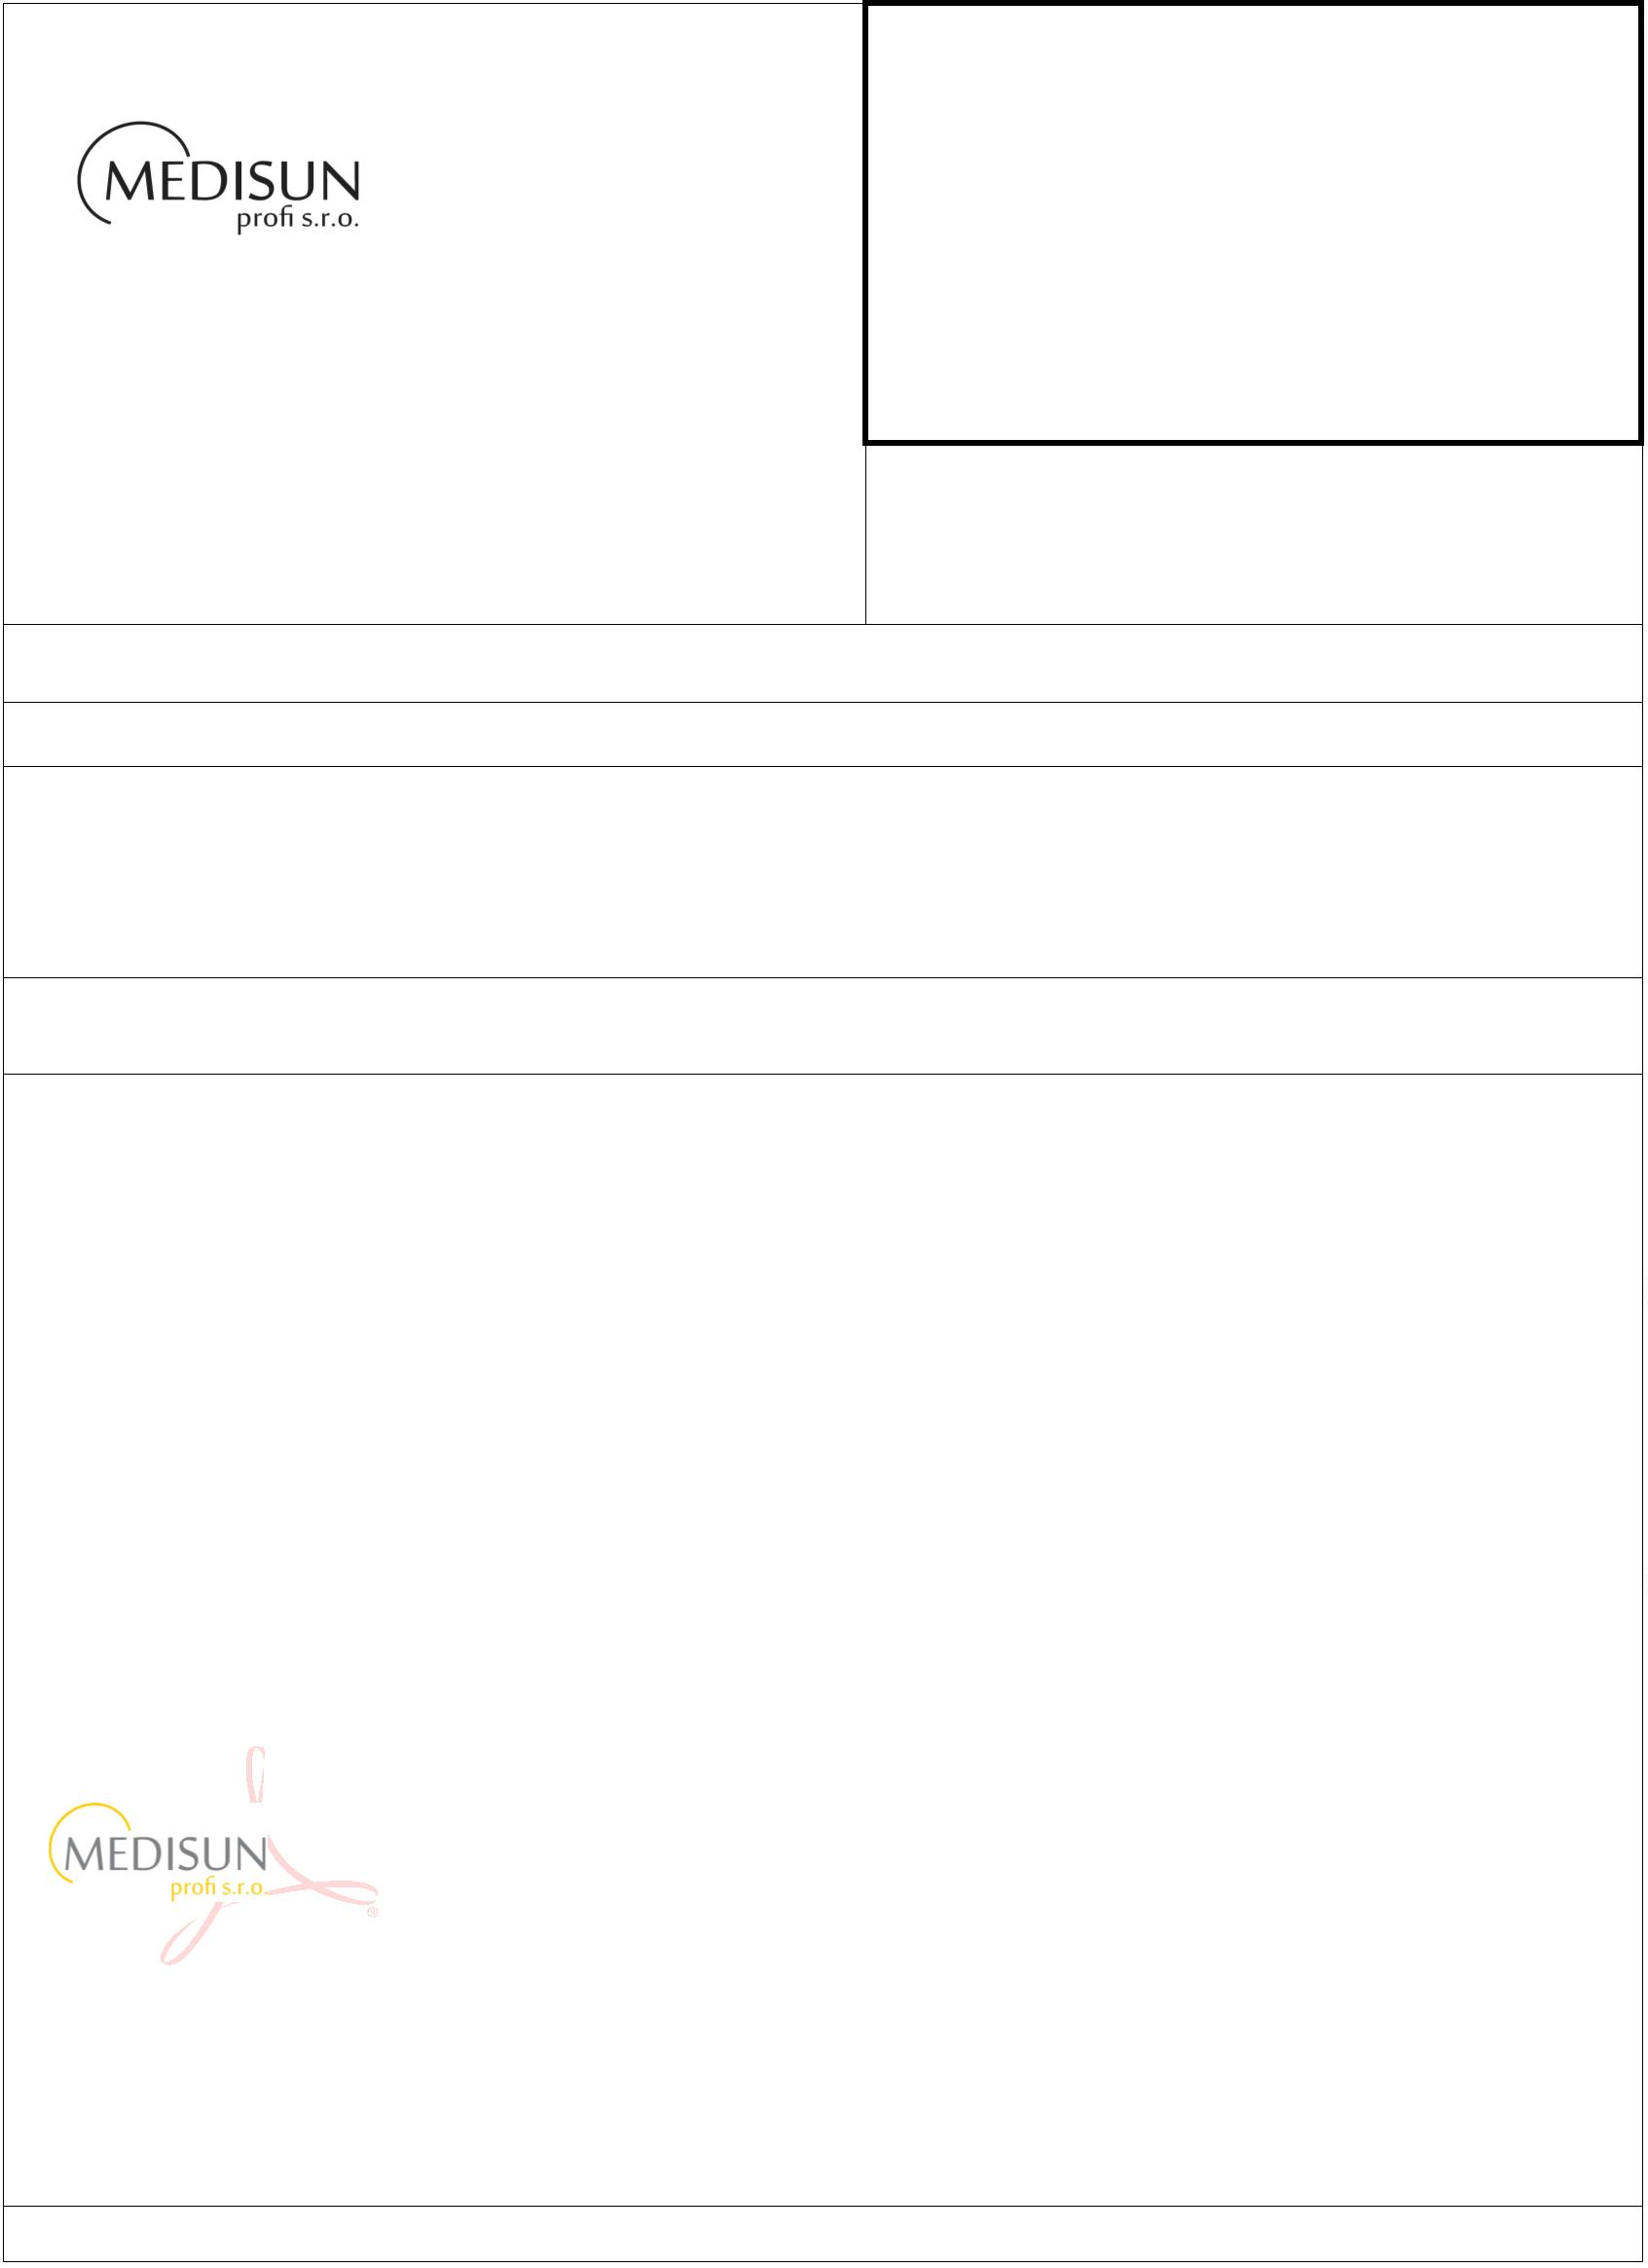 MEDISUN
profi s.r.o.
MEDISUN
profi s.r.o.
®